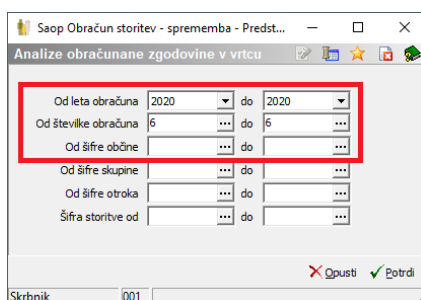 Saop Obračun storitev - sprememba - Predst...
Analize obračunane zgodovine v vrtcu
Od leta obračuna 2020 do 2020
Od številke obračuna 6 do 6
Od šifre občine do
Od šifre skupine do
Od šifre otroka do
Šifra storitve od do
Opusti Potrdi
Skrbnik 001